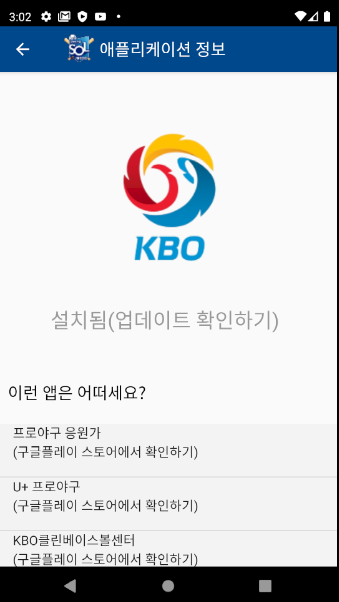 3:02
SOL 애플리케이션 정보
KBO
설치됨(업데이트 확인하기)
이런 앱은 어떠세요?
프로야구 응원가
(구글플레이 스토어에서 확인하기)
U+ 프로야구
(구글플레이 스토어에서 확인하기)
KBO클린베이스볼센터
(구글플레이 스토어에서 확인하기)